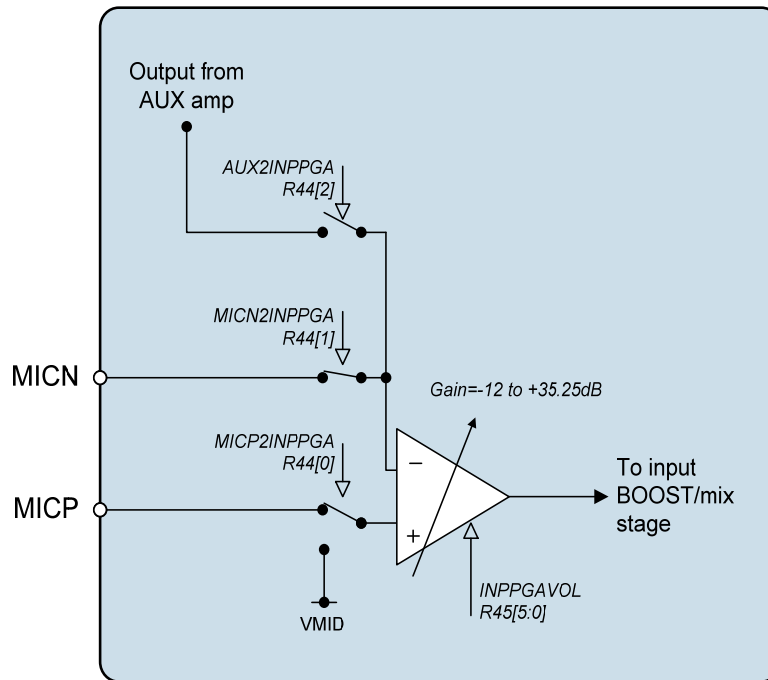 Output from
AUX amp
AUX2INPPGA
R44[2]
MICN2INPPGA
R44[1]
MICN
Gain=-12 to +35.25dB
MICP2INPPGA
R44[0]
MICP
−
+
To input
BOOST/mix
stage
VMID
INPPGAVOL
R45[5:0]